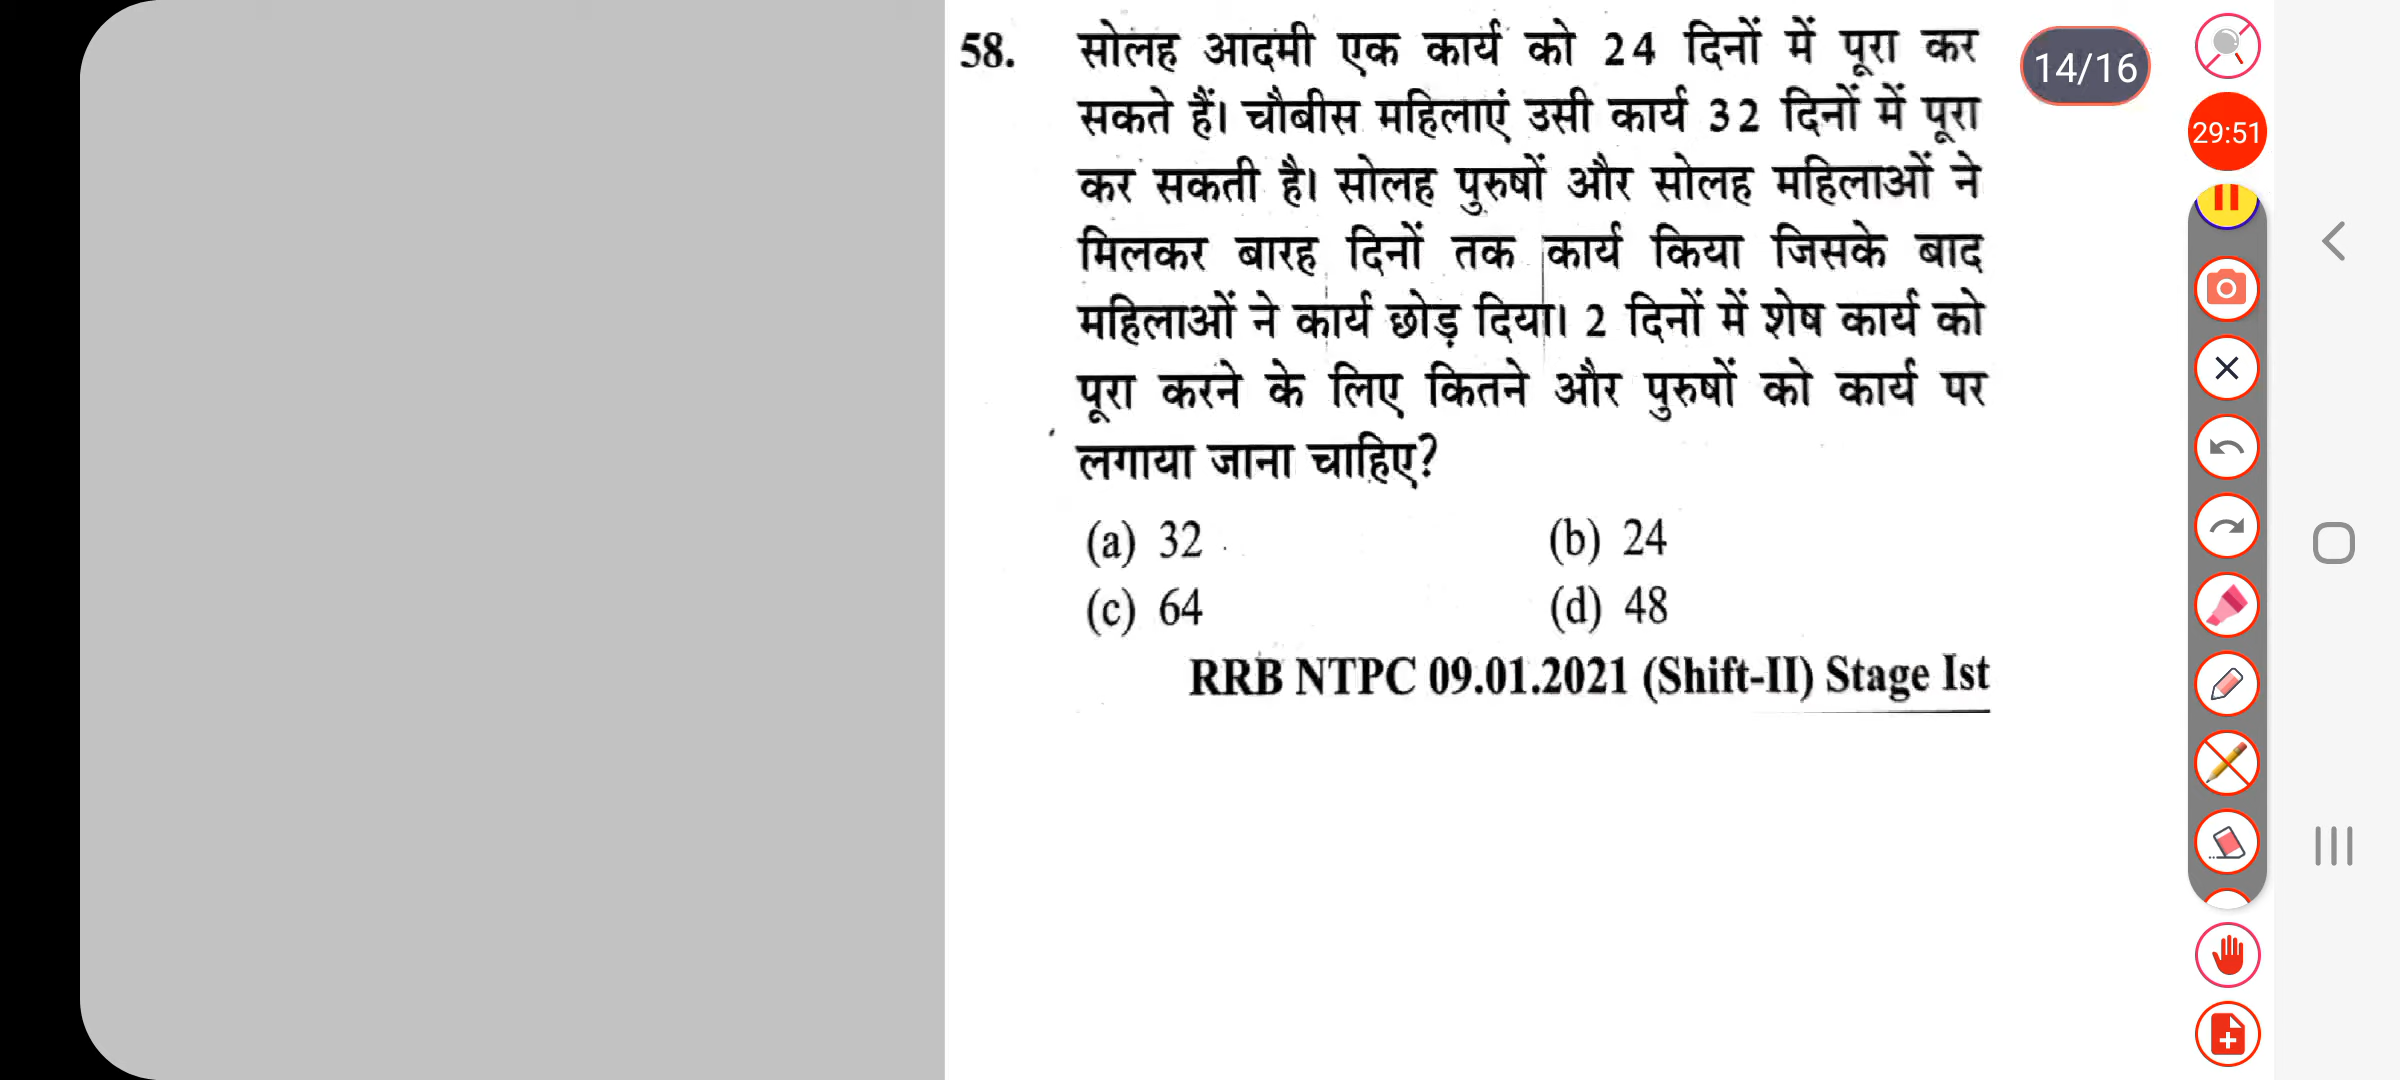 58. सोलह आदमी एक कार्य को 24 दिनों में पूरा कर
सकते हैं। चौबीस महिलाएं उसी कार्य 32 दिनों में पूरा
कर सकती है। सोलह पुरुषों और सोलह महिलाओं ने
मिलकर बारह दिनों तक कार्य किया जिसके बाद
महिलाओं ने कार्य छोड़ दिया। 2 दिनों में शेष कार्य को
पूरा करने के लिए कितने और पुरुषों को कार्य पर
लगाया जाना चाहिए?
(a) 32 (b) 24
(c) 64 (d) 48
RRB NTPC 09.01.2021 (Shift-II) Stage Ist
14/16
29:51